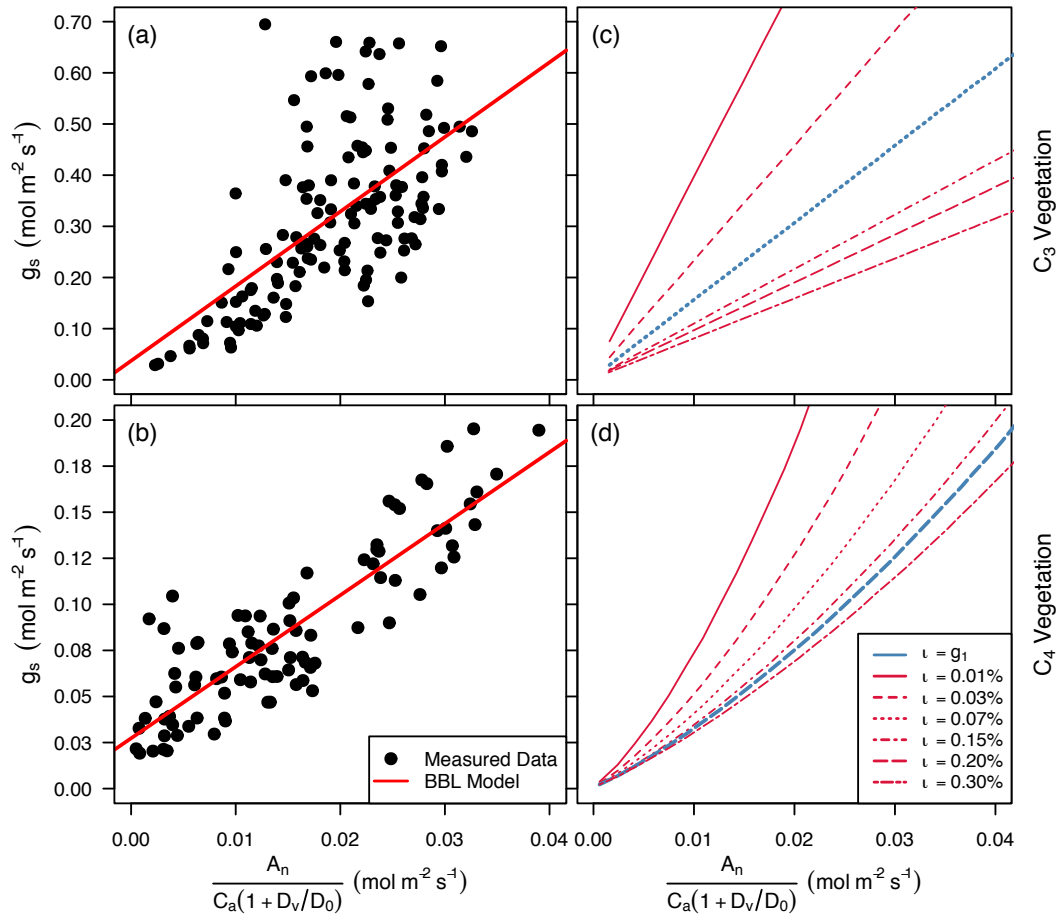 (a)
0.70
0.60
0.50
0.40
0.30
0.20
0.10
0.00
gₛ (mol m⁻² s⁻¹)
(c)
C₃ Vegetation
(b)
0.20
0.18
0.15
0.12
0.10
0.08
0.05
0.03
0.00
gₛ (mol m⁻² s⁻¹)
Measured Data
BBL Model
0.00 0.01 0.02 0.03 0.04
Aₙ
Cₐ(1 + Dᵥ/D₀) (mol m⁻² s⁻¹)
(d)
C₄ Vegetation
ι = g₁
ι = 0.01%
ι = 0.03%
ι = 0.07%
ι = 0.15%
ι = 0.20%
ι = 0.30%
0.00 0.01 0.02 0.03 0.04
Aₙ
Cₐ(1 + Dᵥ/D₀) (mol m⁻² s⁻¹)